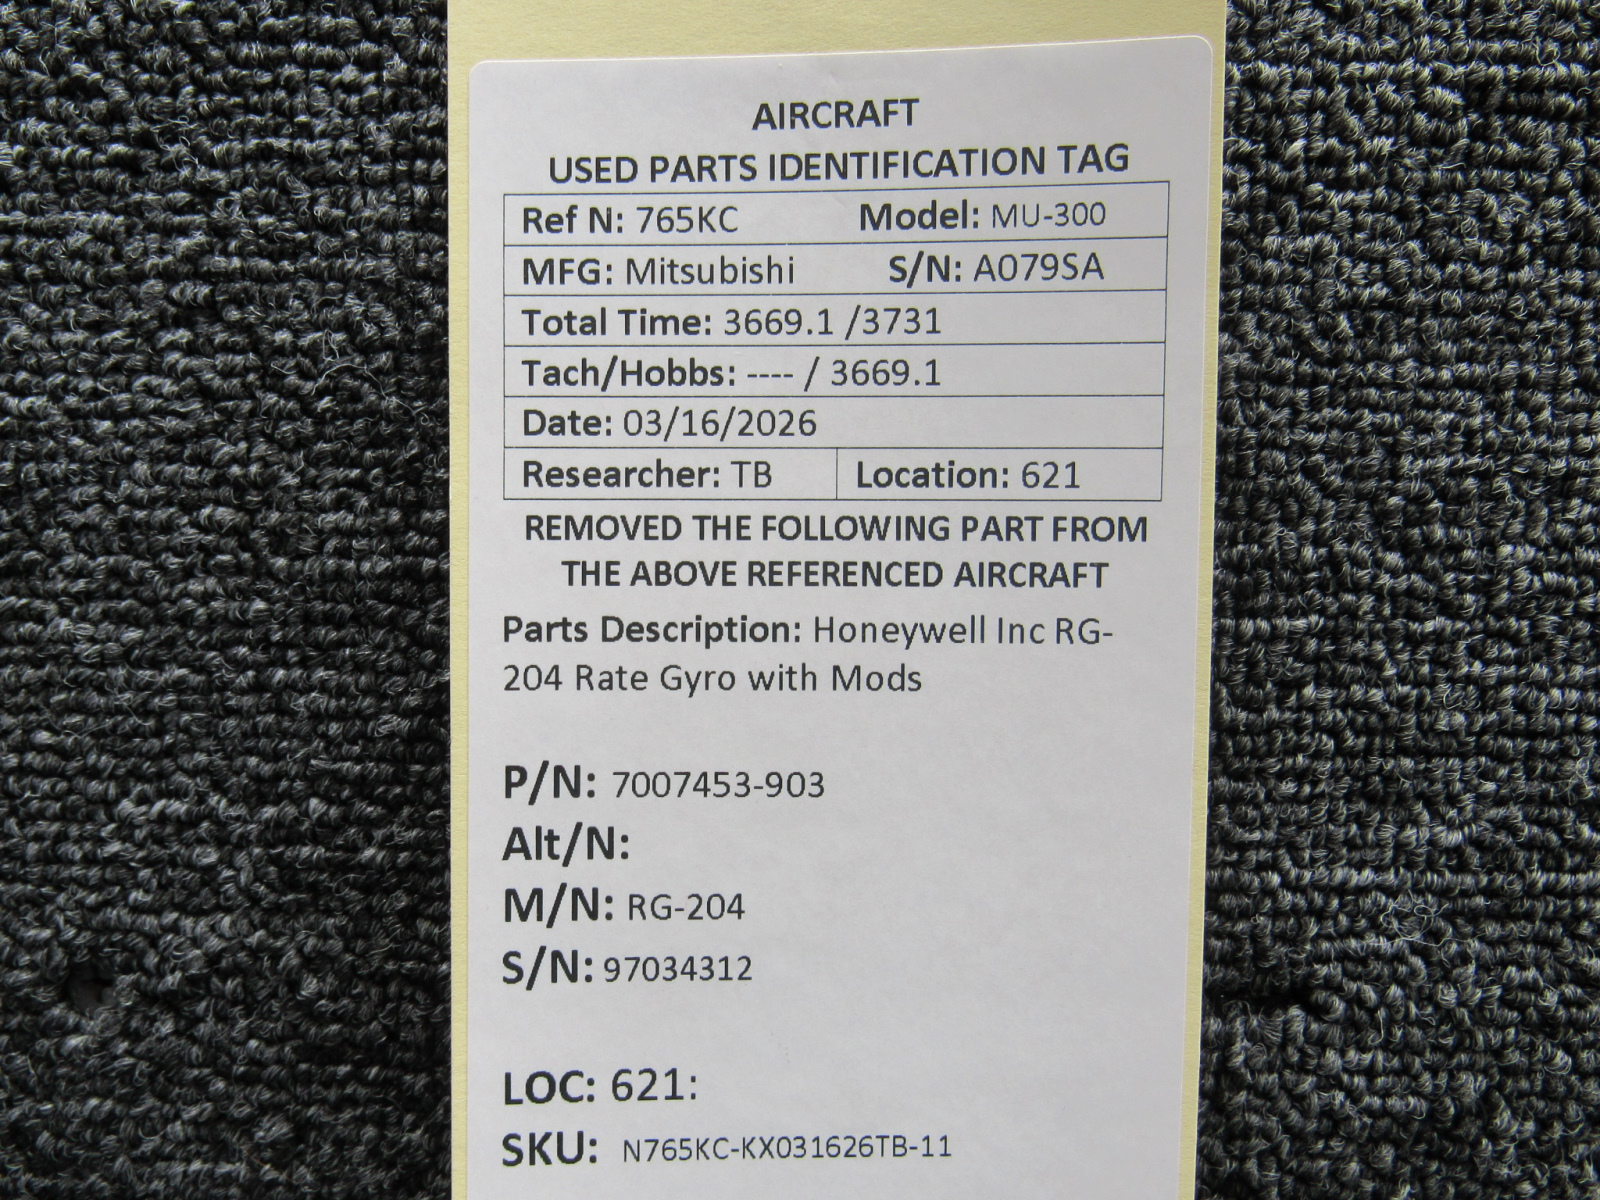 AIRCRAFT
USED PARTS IDENTIFICATION TAG
Ref N: 765KC Model: MU-300
MFG: Mitsubishi S/N: A079SA
Total Time: 3669.1 /3731
Tach/Hobbs: ---- / 3669.1
Date: 03/16/2026
Researcher: TB Location: 621
REMOVED THE FOLLOWING PART FROM
THE ABOVE REFERENCED AIRCRAFT
Parts Description: Honeywell Inc RG-
204 Rate Gyro with Mods
P/N: 7007453-903
Alt/N:
M/N: RG-204
S/N: 97034312
LOC: 621:
SKU: N765KC-KX031626TB-11